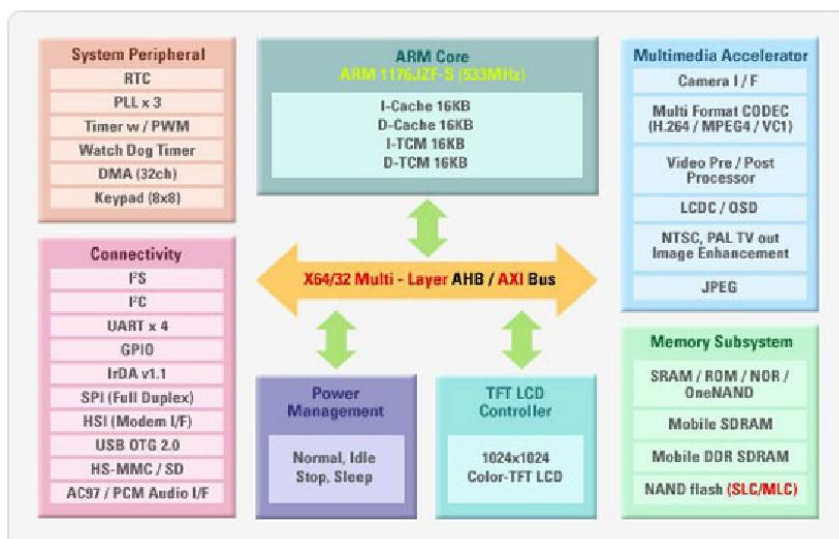 System Peripheral
RTC
PLL x 3
Timer w / PWM
Watch Dog Timer
DMA (32ch)
Keypad (8x8)
Connectivity
I²S
I²C
UART x 4
GPIO
IrDA v1.1
SPI (Full Duplex)
HSI (Modem I/F)
USB OTG 2.0
HS-MMC / SD
AC97 / PCM Audio I/F
ARM Core
ARM 1176JZF-S (533MHz)
I-Cache 16KB
D-Cache 16KB
I-TCM 16KB
D-TCM 16KB
X64/32 Multi - Layer AHB / AXI Bus
Power
Management
Normal, Idle
Stop, Sleep
TFT LCD
Controller
1024x1024
Color-TFT LCD
Multimedia Accelerator
Camera I / F
Multi Format CODEC
(H.264 / MPEG4 / VC1)
Video Pre / Post
Processor
LCDC / OSD
NTSC, PAL TV out
Image Enhancement
JPEG
Memory Subsystem
SRAM / ROM / NOR /
OneNAND
Mobile SDRAM
Mobile DDR SDRAM
NAND flash (SLC/MLC)